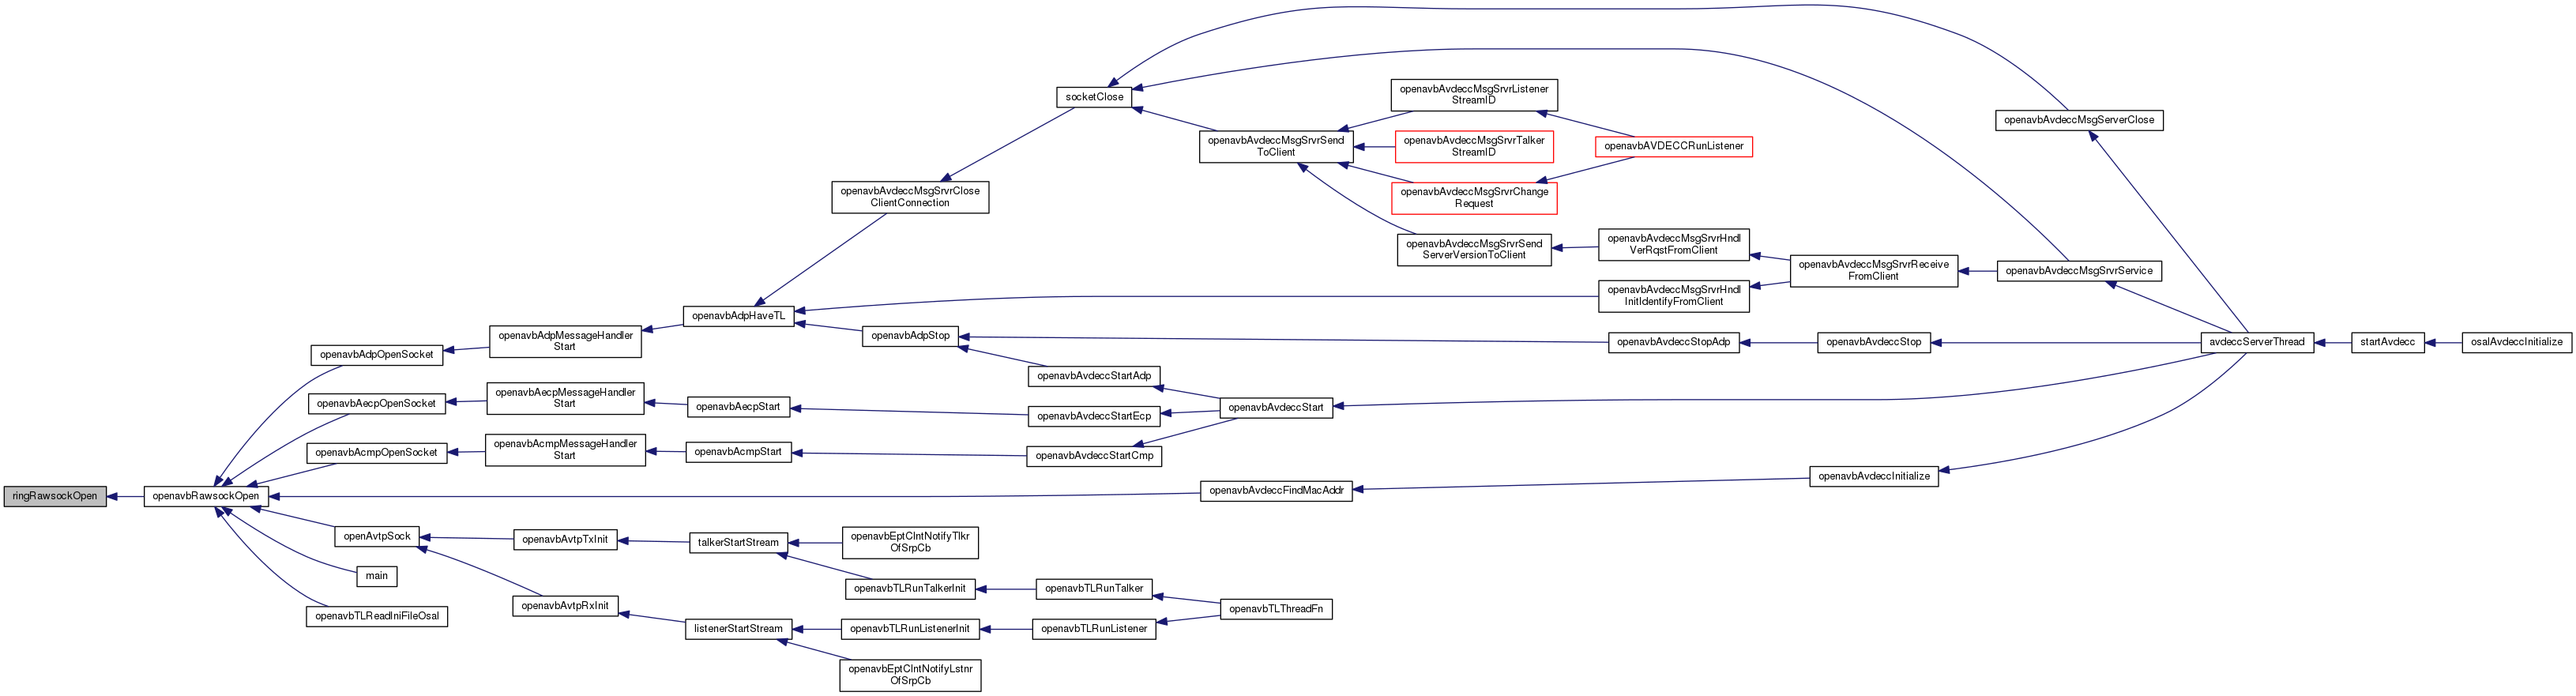 socketClose
openavbAvdeccMsgSrvrListener
StreamID
openavbAvdeccMsgServerClose
openavbAvdeccMsgSrvrSend
ToClient
openavbAvdeccMsgSrvrTalker
StreamID
openavbAVDECCRunListener
openavbAvdeccMsgSrvrClose
ClientConnection
openavbAvdeccMsgSrvrChange
Request
openavbAvdeccMsgSrvrSend
ServerVersionToClient
openavbAvdeccMsgSrvrHndl
VerRqstFromClient
openavbAvdeccMsgSrvrReceive
FromClient
openavbAvdeccMsgSrvrService
openavbAvdeccMsgSrvrHndl
InitIdentifyFromClient
openavbAdpHaveTL
openavbAdpMessageHandler
Start
openavbAdpStop
openavbAvdeccStopAdp
openavbAvdeccStop
avdeccServerThread
startAvdecc
osalAvdeccInitialize
openavbAdpOpenSocket
openavbAvdeccStartAdp
openavbAecpOpenSocket
openavbAecpMessageHandler
Start
openavbAecpStart
openavbAvdeccStartEcp
openavbAvdeccStart
openavbAcmpOpenSocket
openavbAcmpMessageHandler
Start
openavbAcmpStart
openavbAvdeccStartCmp
ringRawsockOpen
openavbRawsockOpen
openavbAvdeccFindMacAddr
openavbAvdeccInitialize
openAvtpSock
openavbAvtpTxInit
talkerStartStream
openavbEptClntNotifyTlkr
OfSrpCb
main
openavbTLRunTalkerInit
openavbTLRunTalker
openavbTLReadIniFileOsal
openavbAvtpRxInit
openavbTLThreadFn
listenerStartStream
openavbTLRunListenerInit
openavbTLRunListener
openavbEptClntNotifyLstnr
OfSrpCb